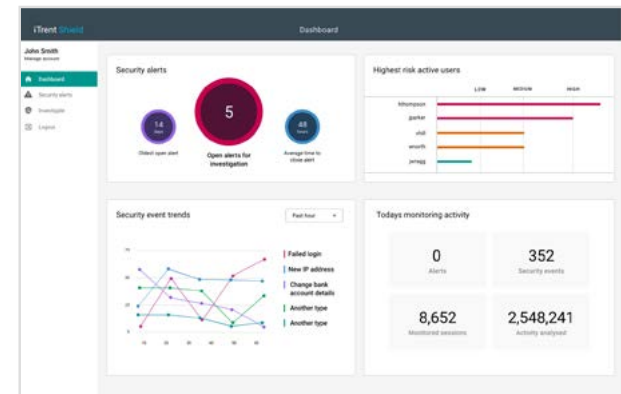 iTrent Shield
Dashboard
John Smith
Manage account
Dashboard
Security alerts
Investigate
Logout
Security alerts
14
days
Oldest open alert
5
Open alerts for
investigation
48
hours
Average time to
close alert
Highest risk active users
LOW MEDIUM HIGH
hthompson
parker
visit
enorth
Security event trends
Past hour
Failed login
New IP address
Change bank
account details
Another type
Another type
Todays monitoring activity
0
Alerts
352
Security events
8,652
Monitored sessions
2,548,241
Activity analysed